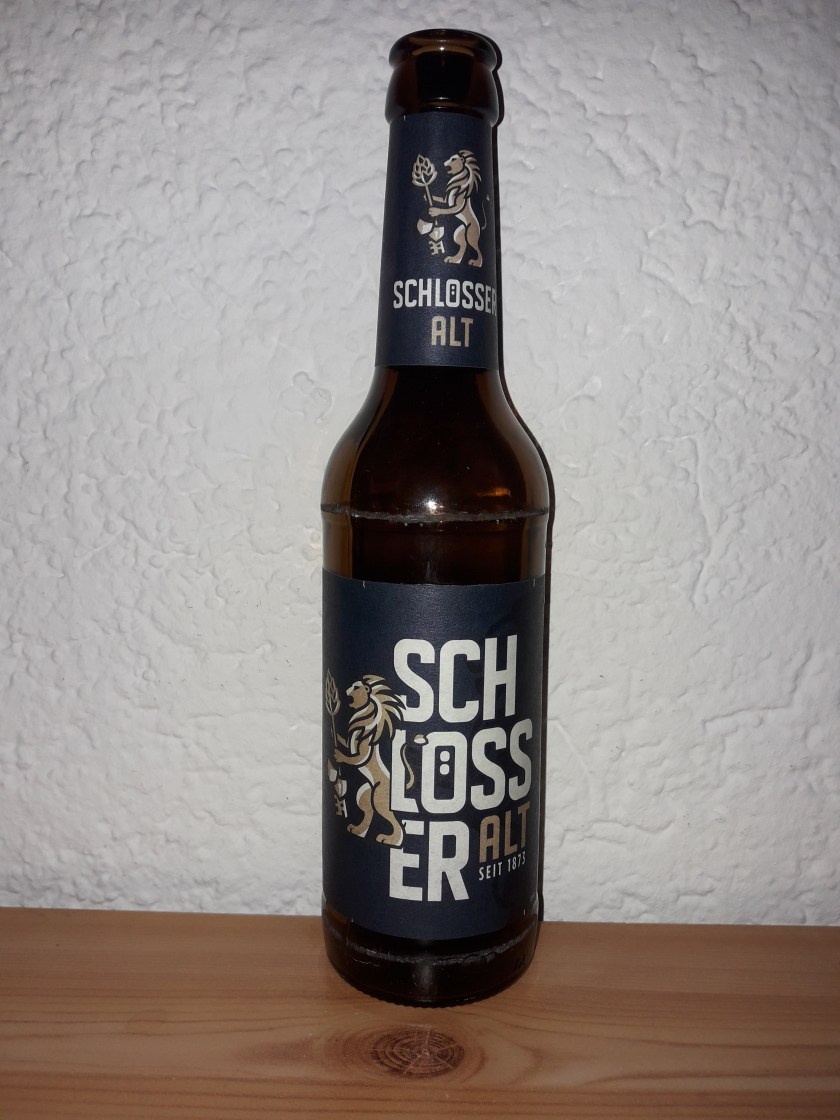 SCHLÖSSER
ALT
SCH
LÖSS
ER ALT
SEIT 1873